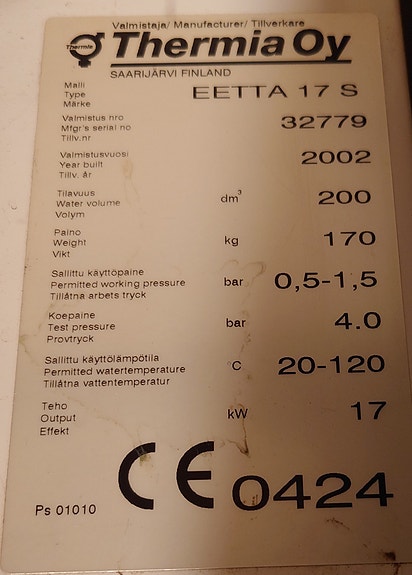 Valmistaja/ Manufacturer/ Tillverkare
Thermia Thermia Oy
SAARIJÄRVI FINLAND
Malli
Type EETTA 17 S
Märke
Valmistus nro
Mfgr's serial no 32779
Tillv.nr
Valmistusvuosi
Year built 2002
Tillv. år
Tilavuus
Water volume dm³ 200
Volym
Paino
Weight kg 170
Vikt
Sallittu käyttöpaine
Permitted working pressure bar 0,5-1,5
Tillåtna arbets tryck
Koepaine
Test pressure bar 4.0
Provtryck
Sallittu käyttölämpötila
Permitted watertemperature C 20-120
Tillåtna vattentemperatur
Teho
Output kW 17
Effekt
Ps 01010 CE 0424